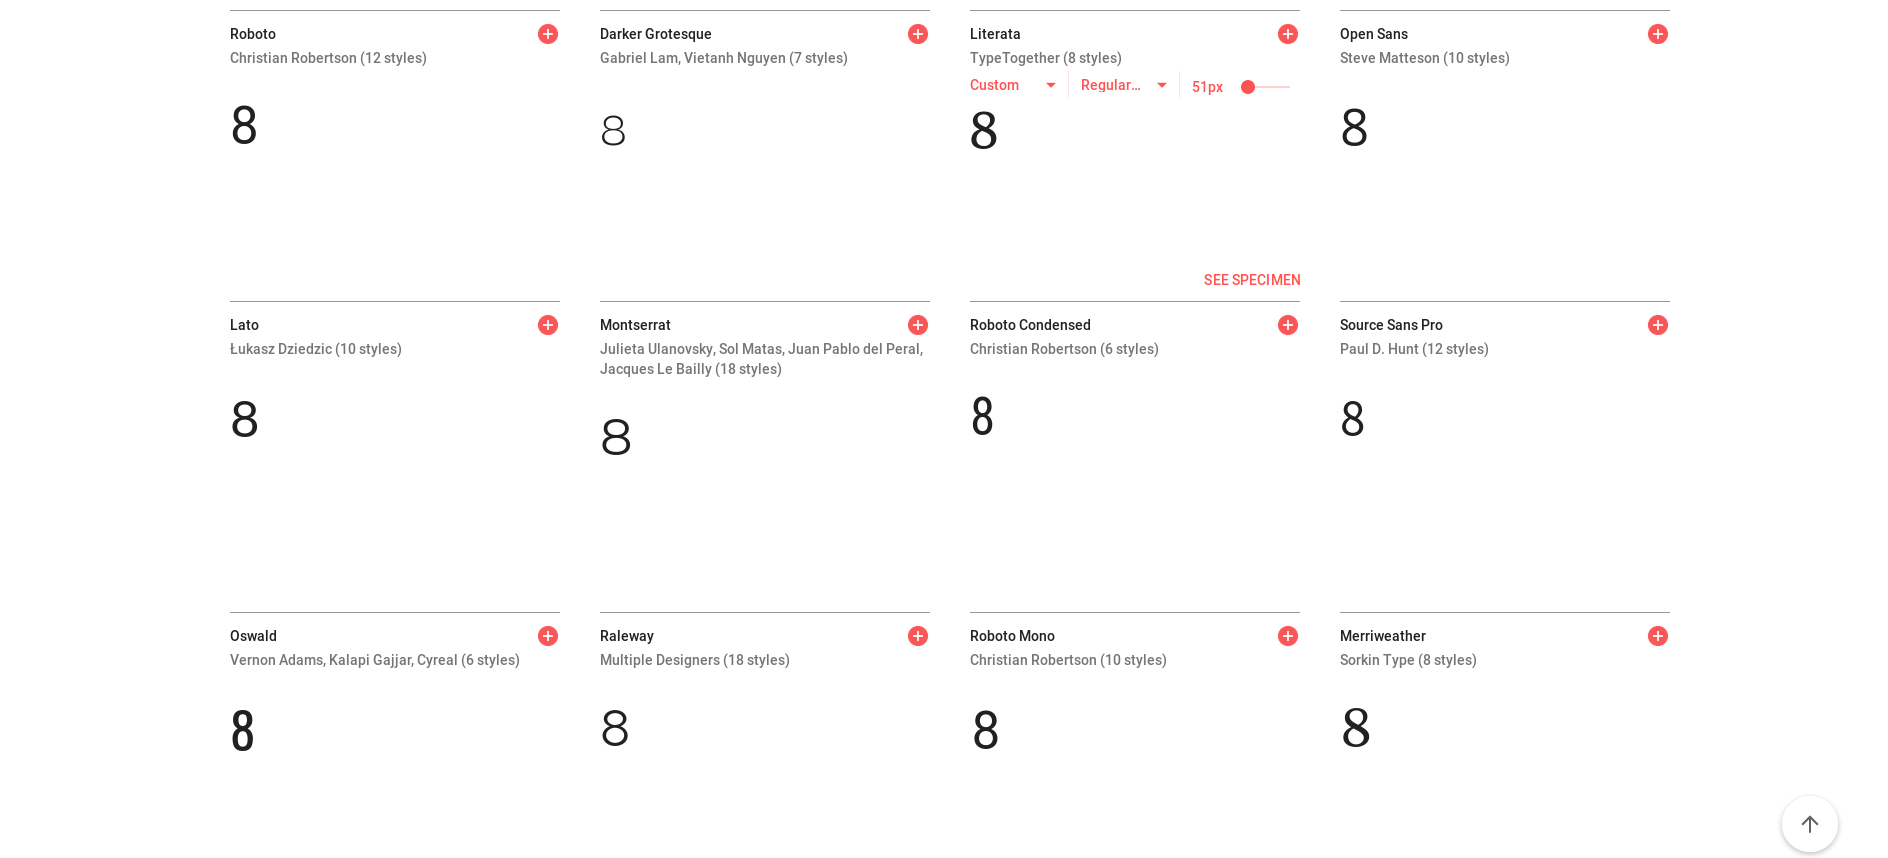 Roboto
Christian Robertson (12 styles)
8
Darker Grotesque
Gabriel Lam, Vietanh Nguyen (7 styles)
8
Literata
TypeTogether (8 styles)
Custom
Regular...
51px
8
SEE SPECIMEN
Open Sans
Steve Matteson (10 styles)
8
Lato
Łukasz Dziedzic (10 styles)
8
Montserrat
Julieta Ulanovsky, Sol Matas, Juan Pablo del Peral,
Jacques Le Bailly (18 styles)
8
Roboto Condensed
Christian Robertson (6 styles)
8
Source Sans Pro
Paul D. Hunt (12 styles)
8
Oswald
Vernon Adams, Kalapi Gajjar, Cyreal (6 styles)
8
Raleway
Multiple Designers (18 styles)
8
Roboto Mono
Christian Robertson (10 styles)
8
Merriweather
Sorkin Type (8 styles)
8